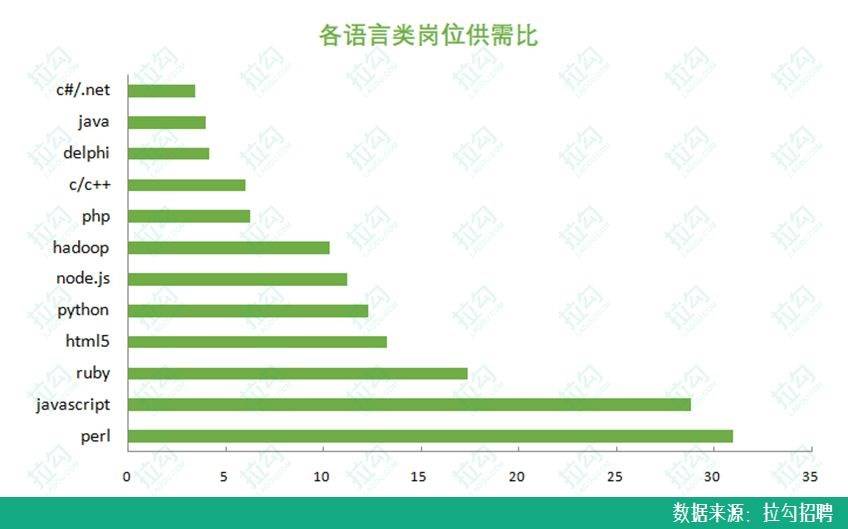 各语言类岗位供需比
c#/.net
java
delphi
c/c++
php
hadoop
node.js
python
html5
ruby
javascript
perl
0 5 10 15 20 25 30 35
数据来源：拉勾招聘